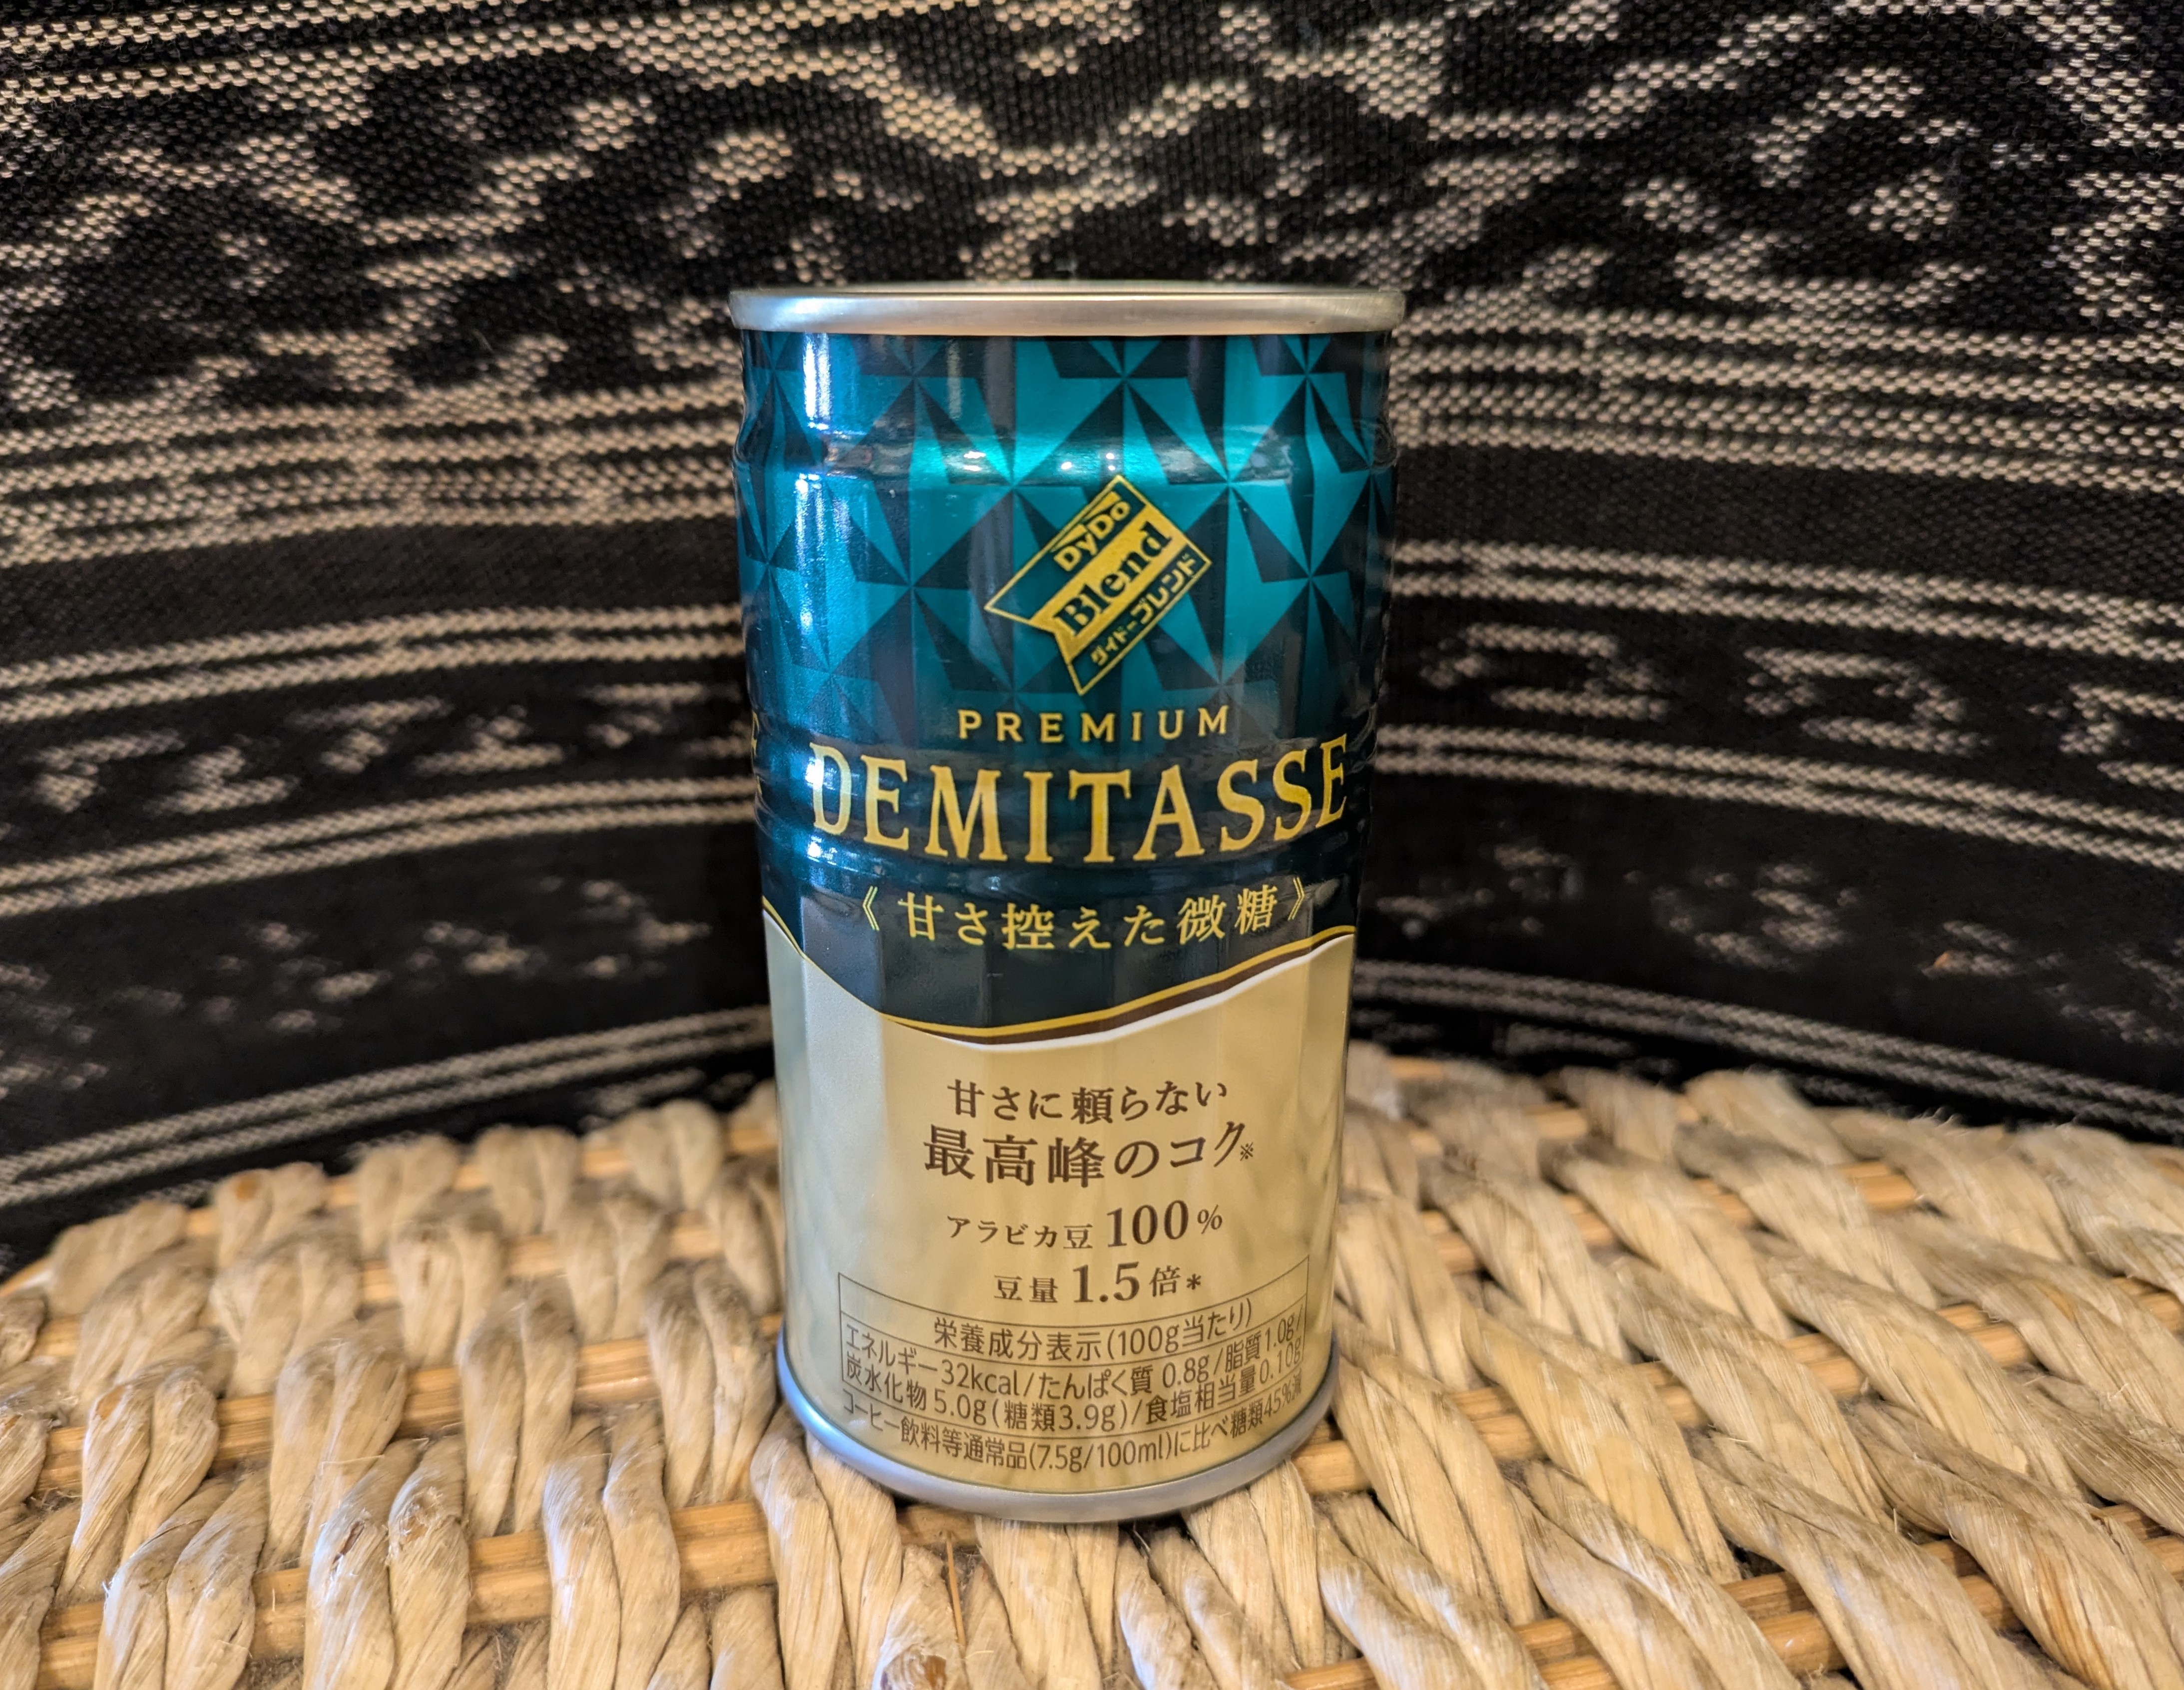 DyDo
Blend
ダイドーブレンド
PREMIUM
DEMITASSE
《甘さ控えた微糖》
甘さに頼らない
最高峰のコク※
アラビカ豆100%
豆量1.5倍*
栄養成分表示(100g当たり)
エネルギー32kcal/たんぱく質 0.8g/脂質1.0g/
炭水化物 5.0g(糖類3.9g)/食塩相当量0.10g
コーヒー飲料等通常品(7.5g/100ml)に比べ糖類45%減